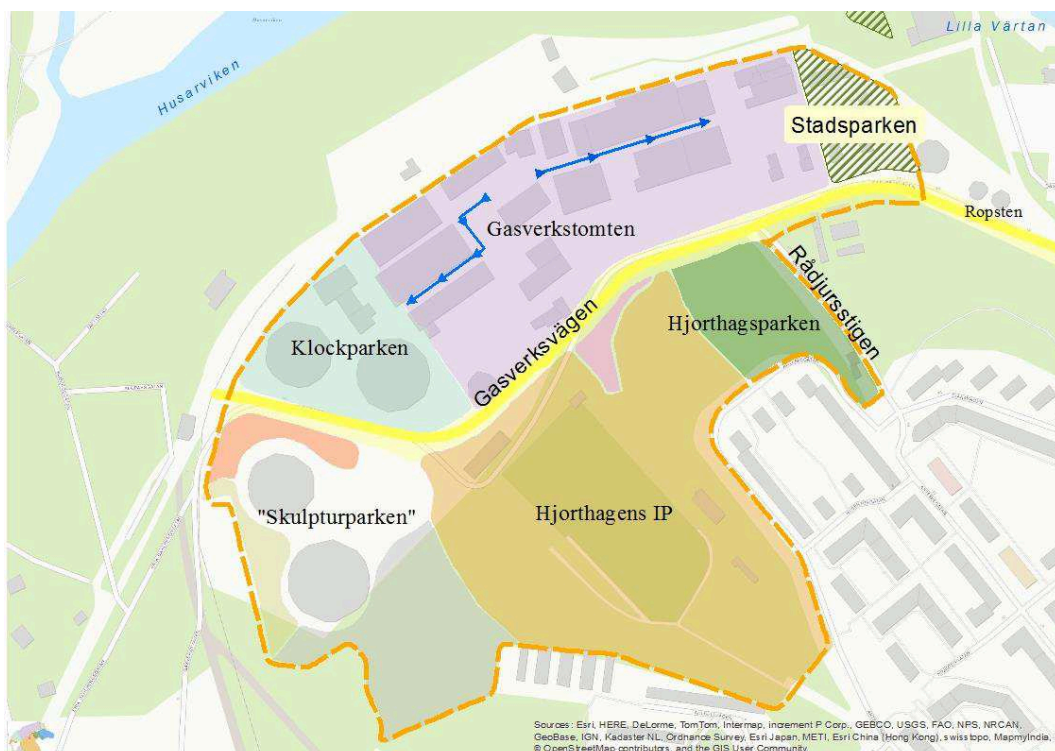 Lilla Värtan
Husarviken
Stadsparken
Ropsten
Gasverkstomten
Rådjursstigen
Hjorthagsparken
Klockparken
Gasverksvägen
"Skulpturparken"
Hjorthagens IP
Sources: Esri, HERE, DeLorme, TomTom, Intermap, increment P Corp., GEBCO, USGS, FAO, NPS, NRCAN,
GeoBase, IGN, Kadaster NL, Ordnance Survey, Esri Japan, METI, Esri China (Hong Kong), swisstopo, MapmyIndia,
© OpenStreetMap contributors, and the GIS User Community